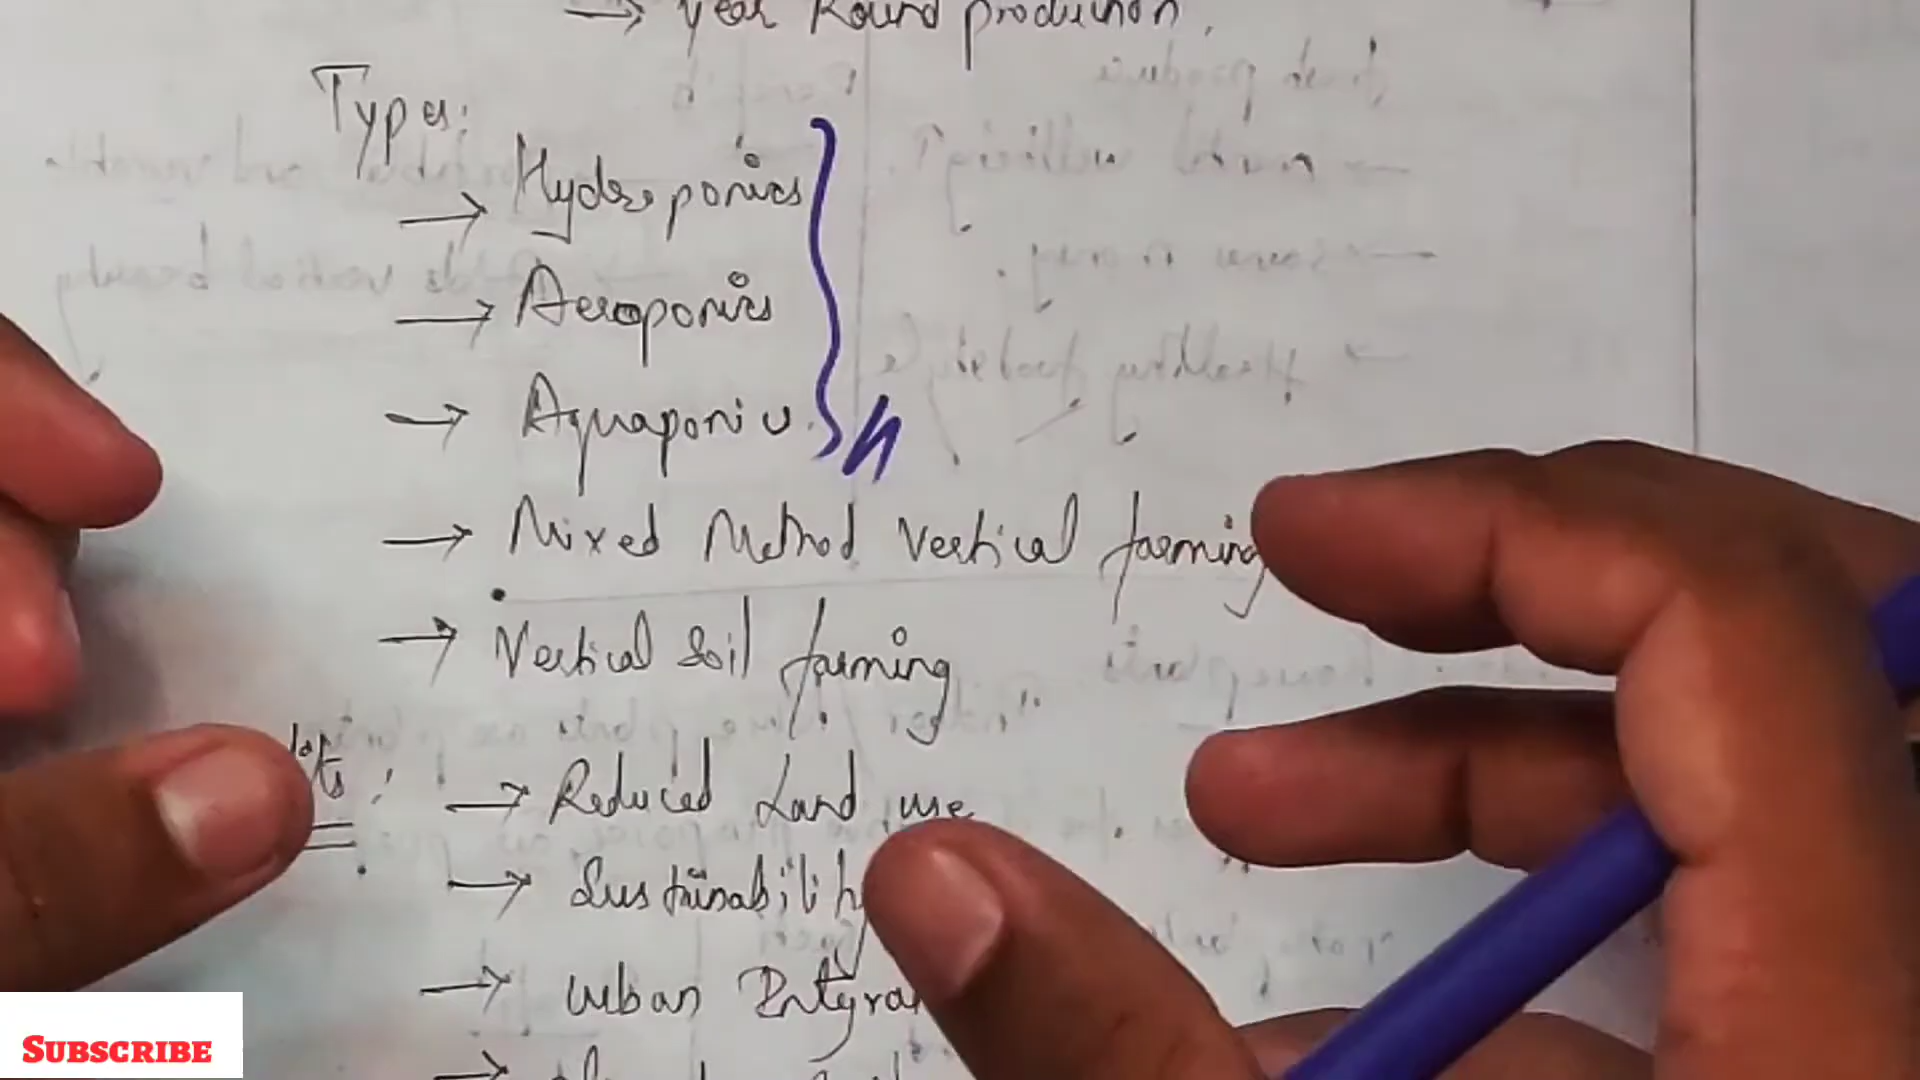 → Year Round production.
Types:
→ Hydroponics
→ Aeroponics
→ Aquaponics
→ Mixed Method Vertical farming
→ Vertical Soil farming
→ Reduced Land use
→ Sustainabilit
→ Urban Integra
SUBSCRIBE